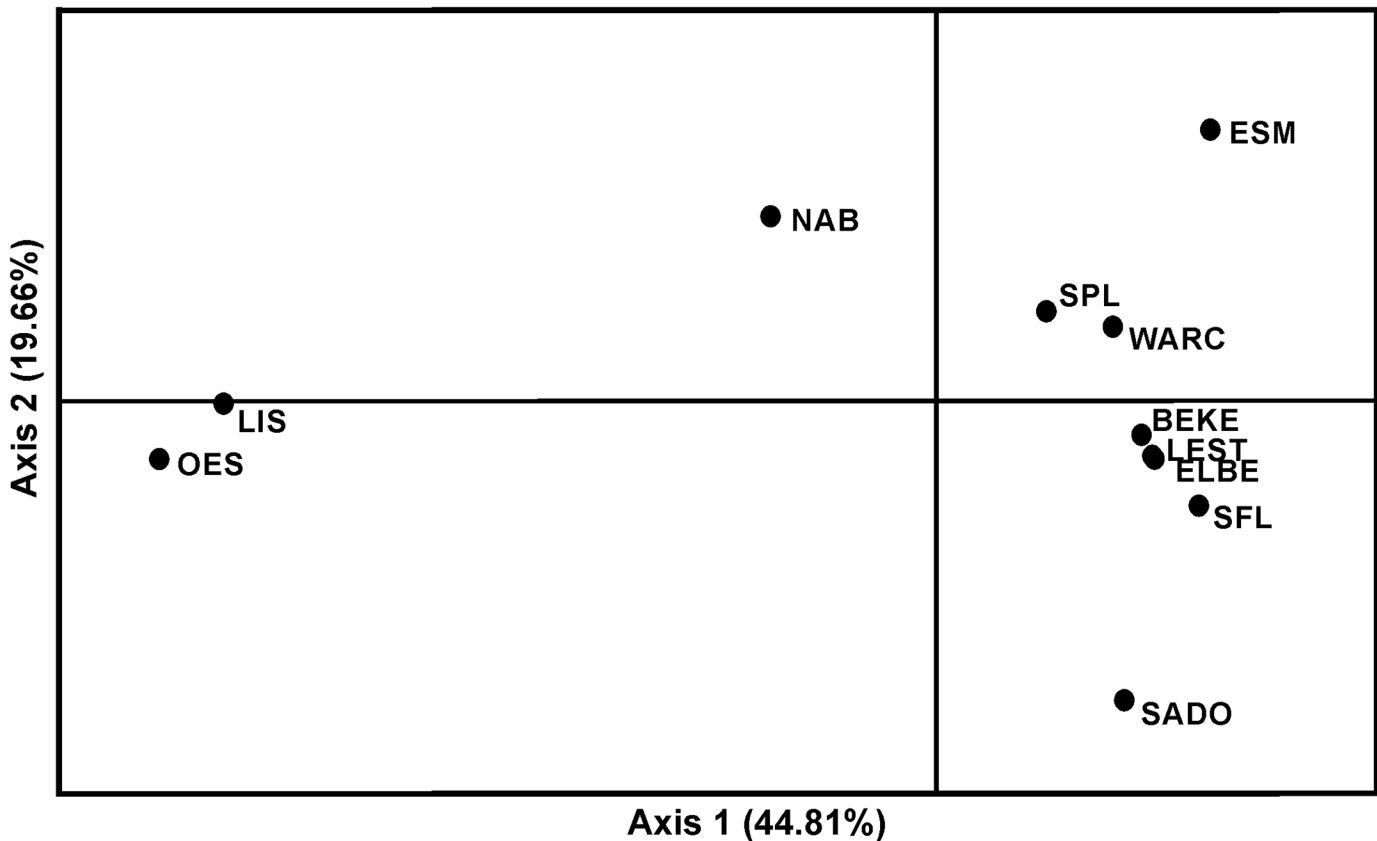 ESM
NAB
SPL
WARC
LIS
OES
BEKE
LEST
ELBE
SFL
SADO
Axis 2 (19.66%)
Axis 1 (44.81%)